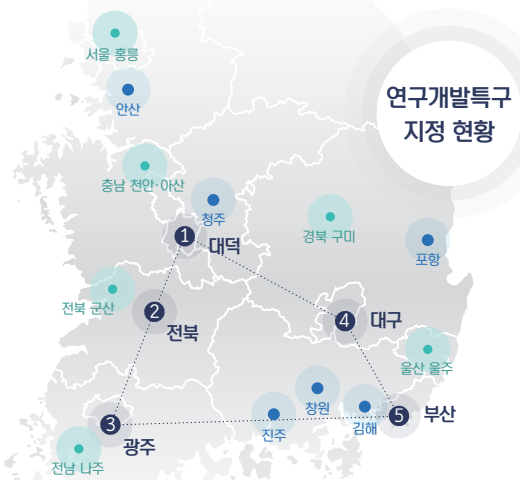 서울 홍릉
안산
연구개발특구
지정 현황
충남 천안·아산
청주
1
대덕
경북 구미
포항
전북 군산
2
전북
4
대구
울산 울주
창원
진주
김해
5
부산
3
광주
전남 나주